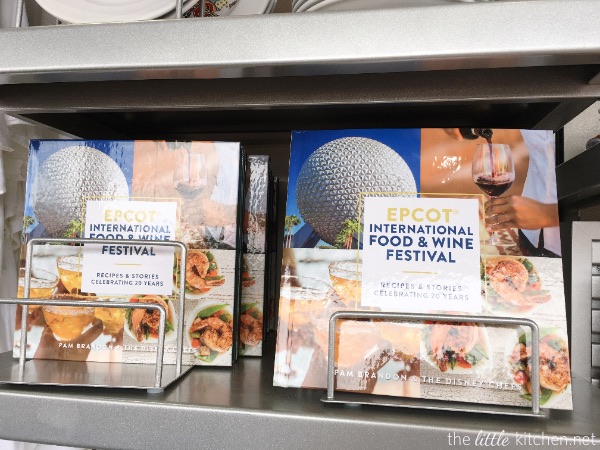 EPCOT
INTERNATIONAL
FOOD & WINE
FESTIVAL
RECIPES & STORIES
CELEBRATING 20 YEARS
PAM BRANDON & THE DISNEY CHEFS
EPCOT
INTERNATIONAL
FOOD & WINE
FESTIVAL
RECIPES & STORIES
CELEBRATING 20 YEARS
PAM BRANDON & THE DISNEY CHEFS
the little kitchen.net